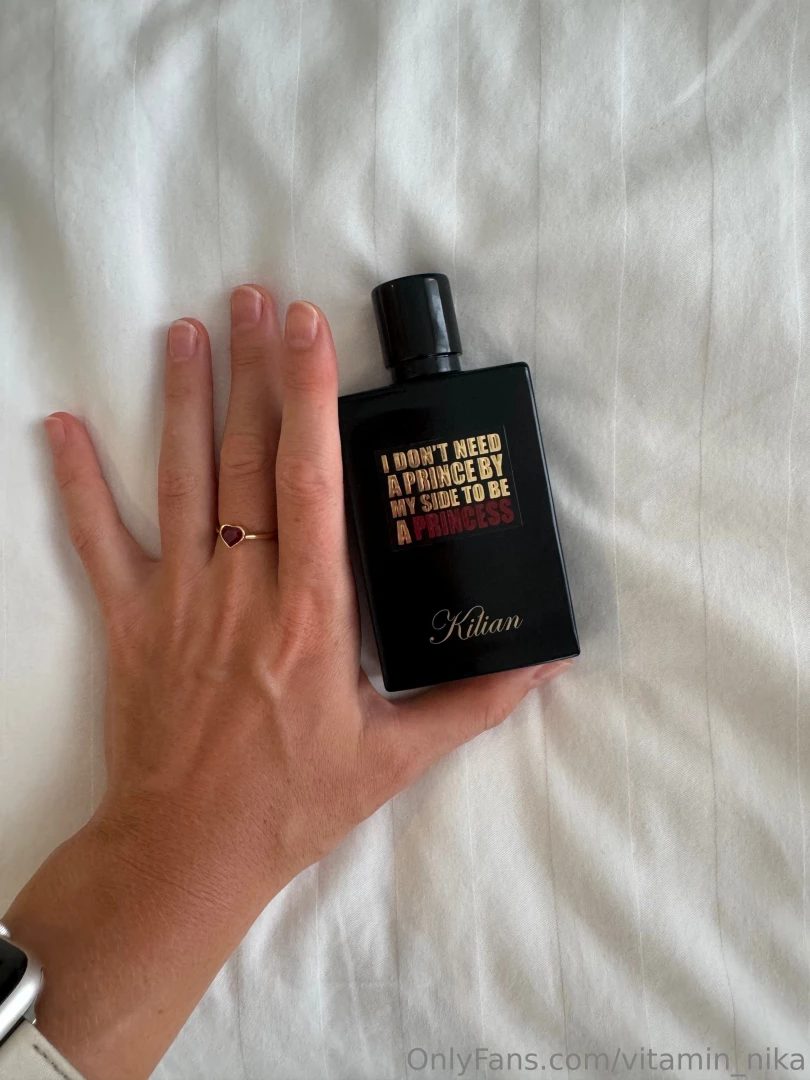 I DON'T NEED
A PRINCE BY
MY SIDE TO BE
A PRINCESS
Kilian
OnlyFans.com/vitamin_nika